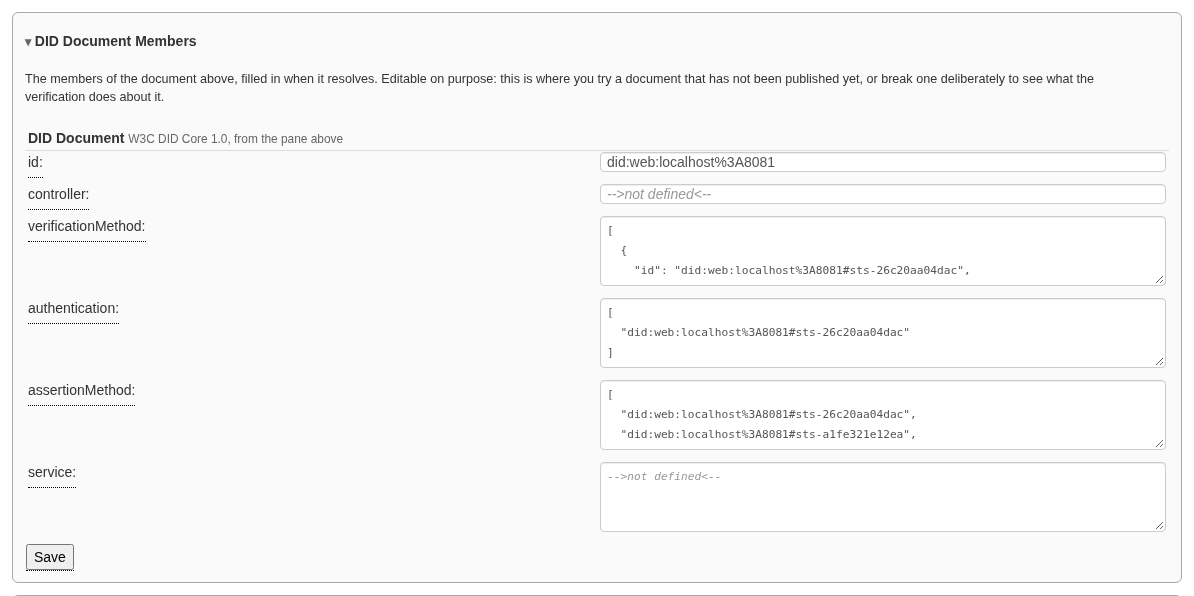 ▾ DID Document Members
The members of the document above, filled in when it resolves. Editable on purpose: this is where you try a document that has not been published yet, or break one deliberately to see what the
verification does about it.
DID Document W3C DID Core 1.0, from the pane above
id:
did:web:localhost%3A8081
controller:
-->not defined<--
verificationMethod:
[
  {
    "id": "did:web:localhost%3A8081#sts-26c20aa04dac",
authentication:
[
  "did:web:localhost%3A8081#sts-26c20aa04dac"
]
assertionMethod:
[
  "did:web:localhost%3A8081#sts-26c20aa04dac",
  "did:web:localhost%3A8081#sts-a1fe321e12ea",
service:
-->not defined<--
Save